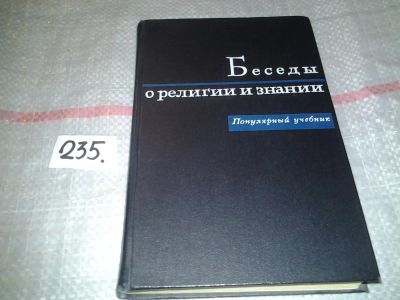 Беседы
о религии и знании
Популярный учебник
235.